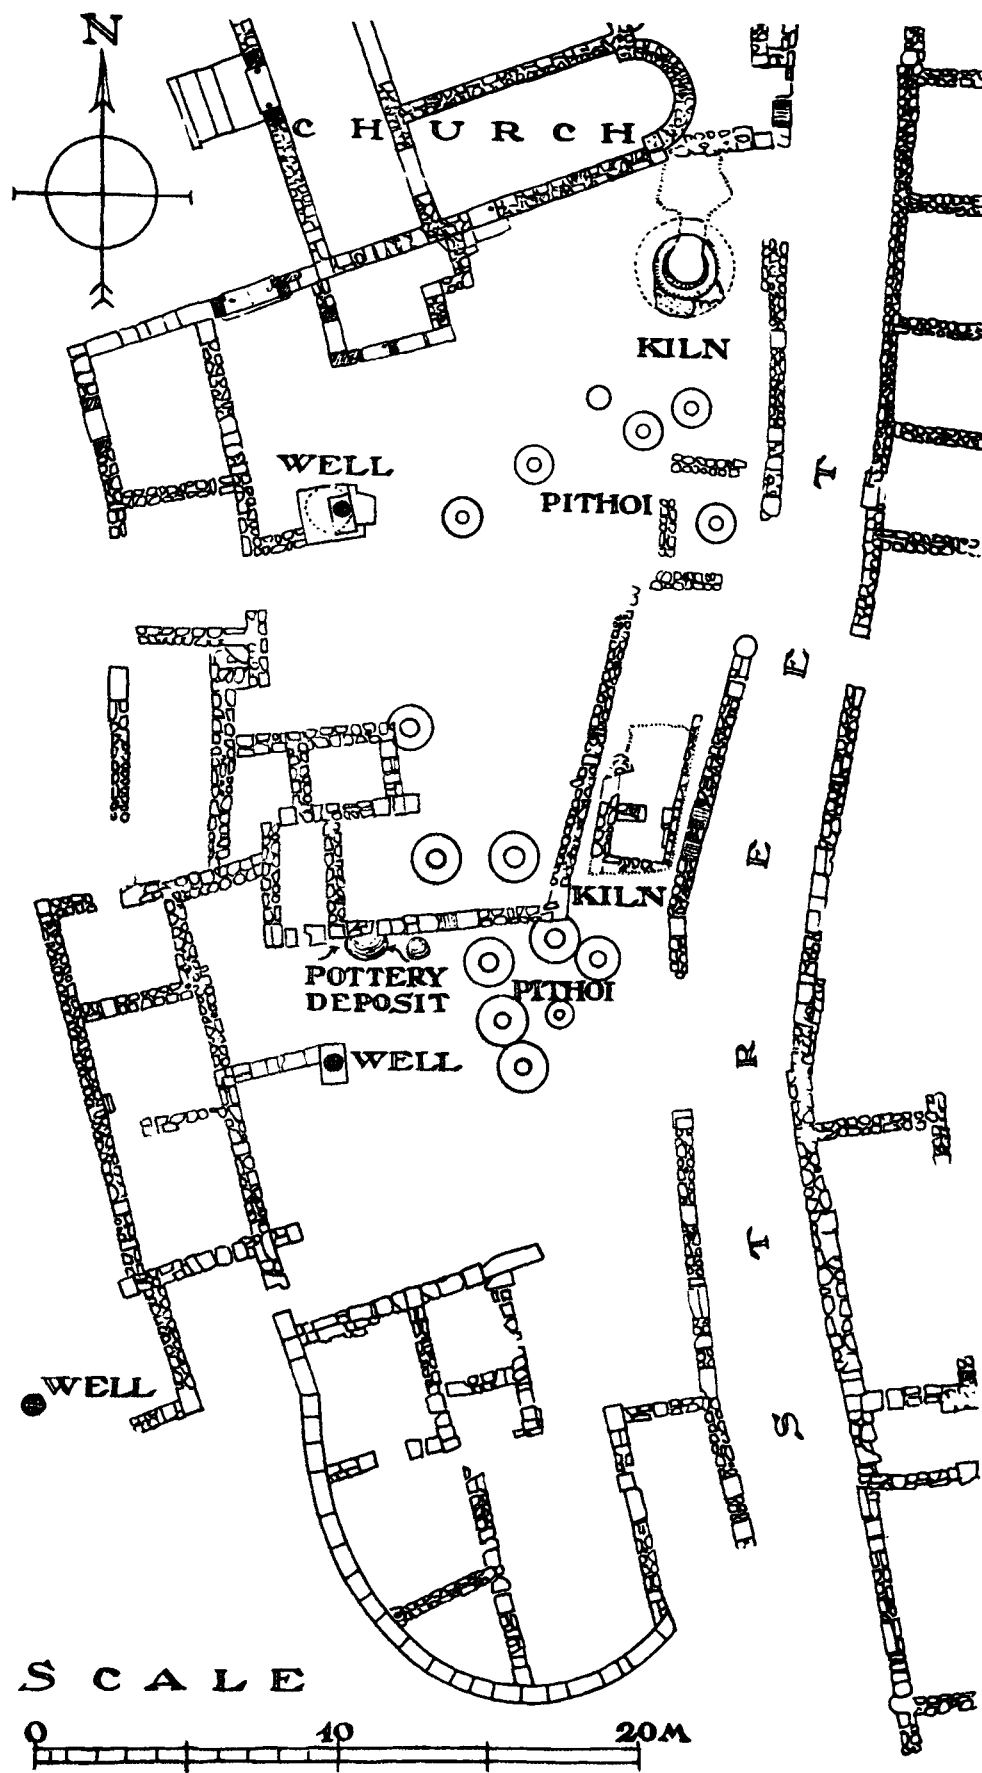 N
CHURCH
KILN
WELL
PITHOI
STREET
KILN
POTTERY
DEPOSIT
PITHOI
WELL
WELL
SCALE
0 10 20M